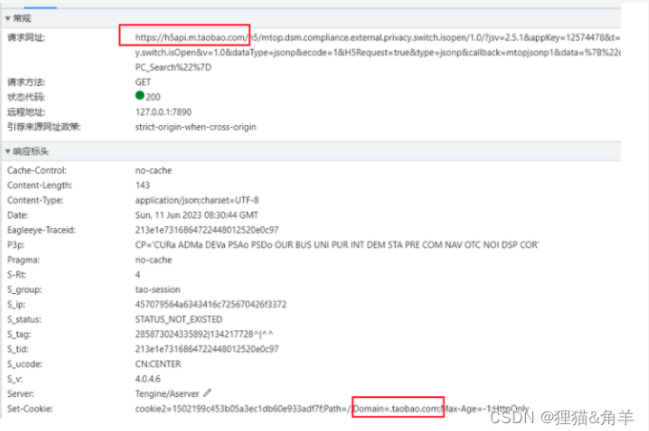 常规
请求网址: https://h5api.m.taobao.com/h5/mtop.dsm.compliance.external.privacy.switch.isopen/1.0/?jsv=2.5.1&appKey=12574478&t=
y.switch.isOpen&v=1.0&dataType=jsonp&ecode=1&H5Request=true&type=jsonp&callback=mtopjsonp1&data=%7B%22
PC_Search%22%7D
请求方法: GET
状态代码: 200
远程地址: 127.0.0.1:7890
引荐来源网址政策: strict-origin-when-cross-origin
响应标头
Cache-Control: no-cache
Content-Length: 143
Content-Type: application/json;charset=UTF-8
Date: Sun, 11 Jun 2023 08:30:44 GMT
Eagleeye-Traceid: 213e1e7316864722448012520e0c97
P3p: CP='CURa ADMa DEVa PSAo PSDo OUR BUS UNI PUR INT DEM STA PRE COM NAV OTC NOI DSP COR'
Pragma: no-cache
S-Rt: 4
S_group: tao-session
S_ip: 457079564a6343416c725670426f3372
S_status: STATUS_NOT_EXISTED
S_tag: 285873024335892|134217728^|^^
S_tid: 213e1e7316864722448012520e0c97
S_ucode: CN:CENTER
S_v: 4.0.4.6
Server: Tengine/Aserver
Set-Cookie: cookie2=1502199c453b05a3ec1db60e933adf7f;Path=/;Domain=.taobao.com;Max-Age=-1;HttpOnly
CSDN @狸猫&角羊